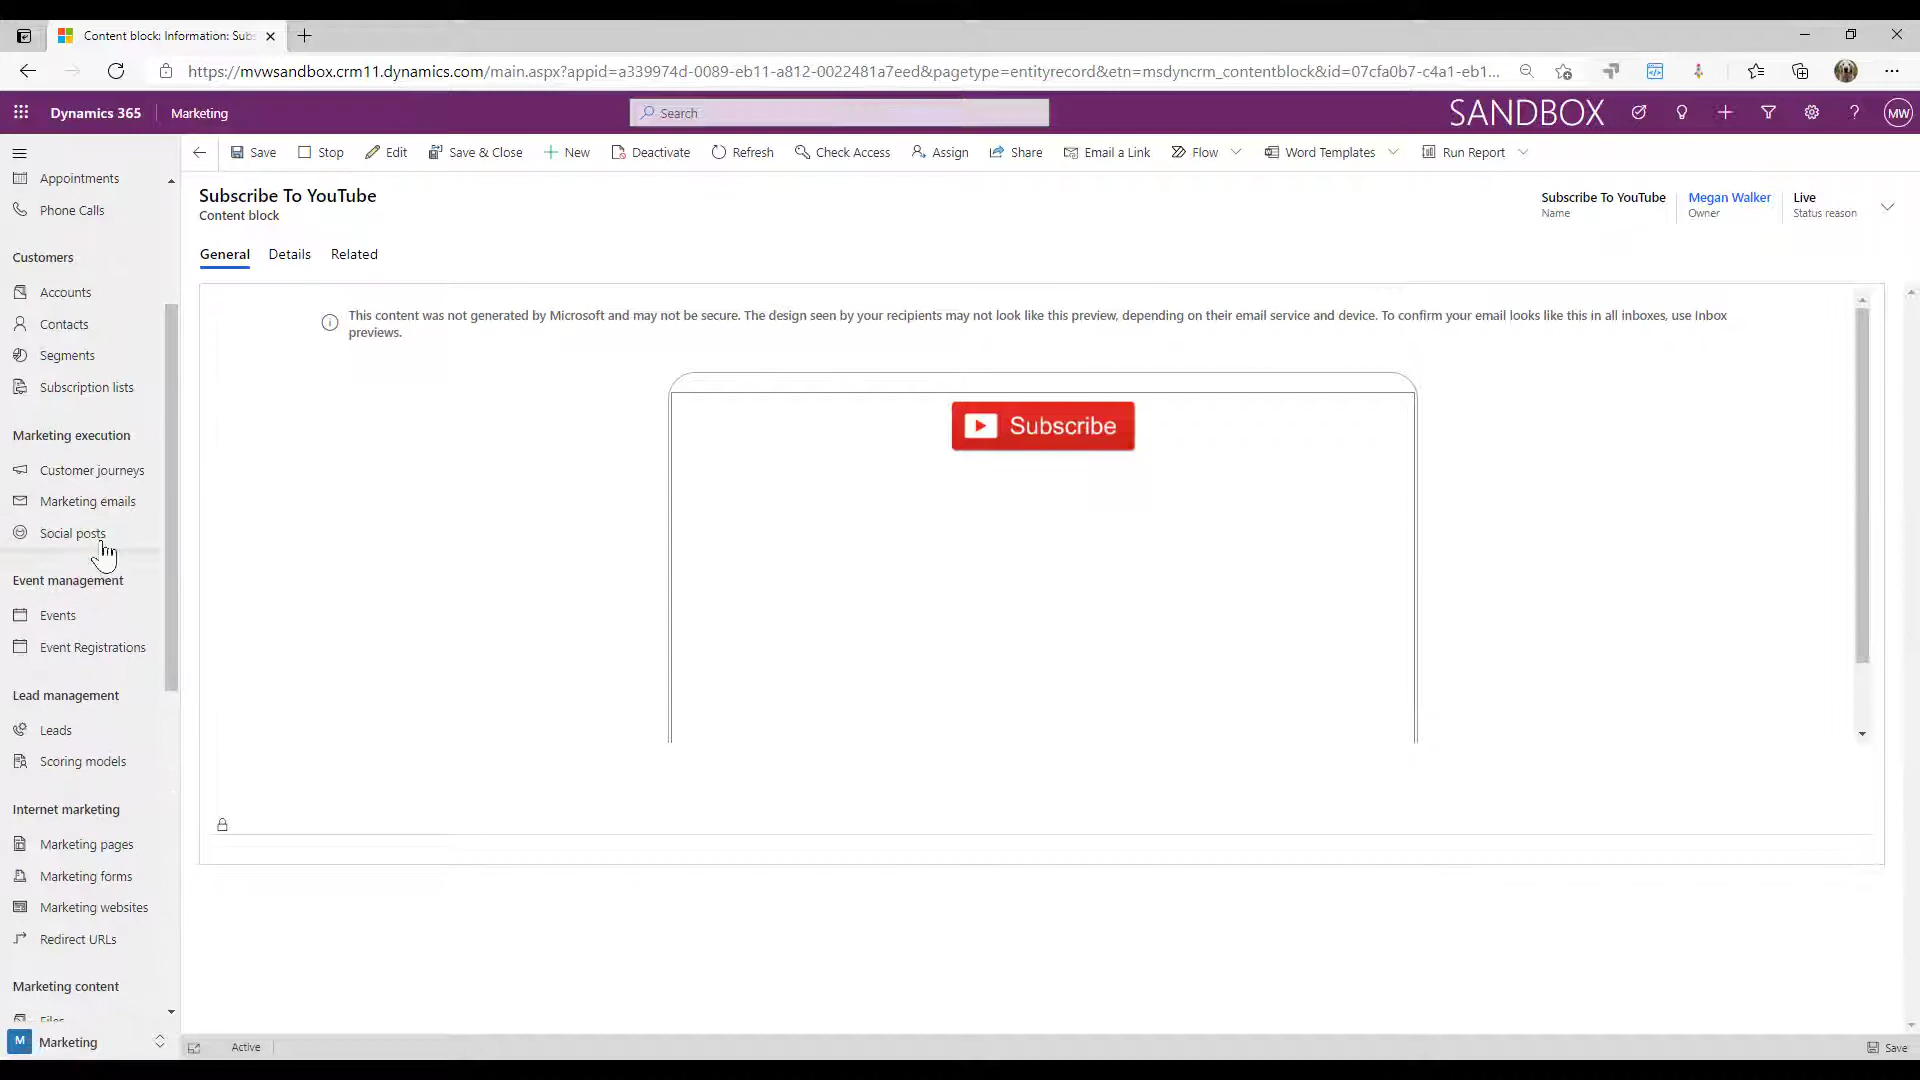 Content block: Information: Subs
https://mvwsandbox.crm11.dynamics.com/main.aspx?appid=a339974d-0089-eb11-a812-0022481a7eed&pagetype=entityrecord&etn=msdyncrm_contentblock&id=07cfa0b7-c4a1-eb1...
Dynamics 365
Marketing
Search
SANDBOX
MW
Save
Stop
Edit
Save & Close
New
Deactivate
Refresh
Check Access
Assign
Share
Email a Link
Flow
Word Templates
Run Report
Appointments
Phone Calls
Customers
Accounts
Contacts
Segments
Subscription lists
Marketing execution
Customer journeys
Marketing emails
Social posts
Event management
Events
Event Registrations
Lead management
Leads
Scoring models
Internet marketing
Marketing pages
Marketing forms
Marketing websites
Redirect URLs
Marketing content
Files
M
Marketing
Subscribe To YouTube
Content block
Subscribe To YouTube
Name
Megan Walker
Owner
Live
Status reason
General
Details
Related
This content was not generated by Microsoft and may not be secure. The design seen by your recipients may not look like this preview, depending on their email service and device. To confirm your email looks like this in all inboxes, use Inbox
previews.
Subscribe
Active
Save